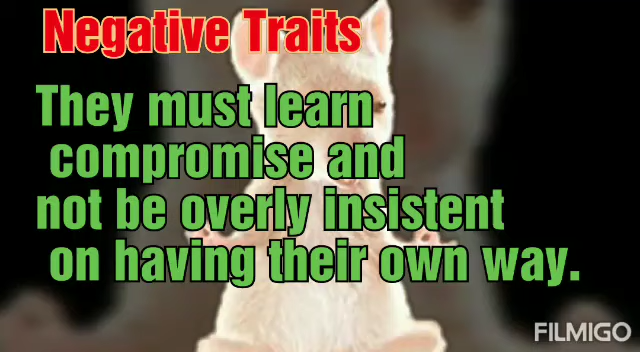 Negative Traits
They must learn
compromise and
not be overly insistent
on having their own way.
FILMIGO